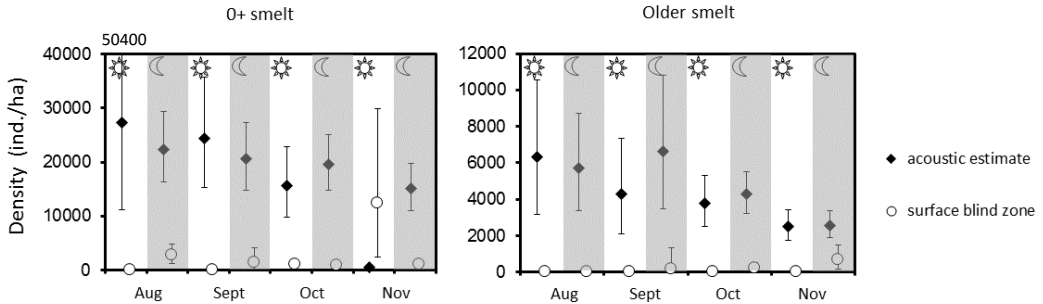 0+ smelt
Older smelt
50400
40000
30000
20000
10000
0
Density (ind./ha)
Aug Sept Oct Nov
12000
10000
8000
6000
4000
2000
0
Aug Sept Oct Nov
acoustic estimate
surface blind zone